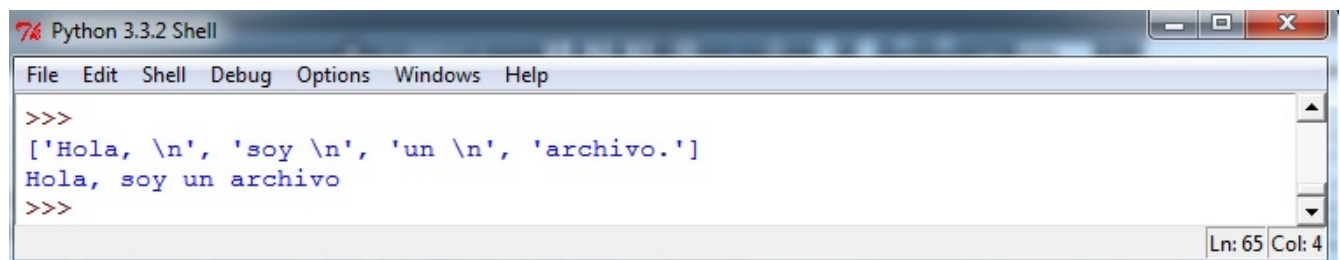 Python 3.3.2 Shell
File Edit Shell Debug Options Windows Help
>>>
['Hola, \n', 'soy \n', 'un \n', 'archivo.']
Hola, soy un archivo
>>>
Ln: 65 Col: 4